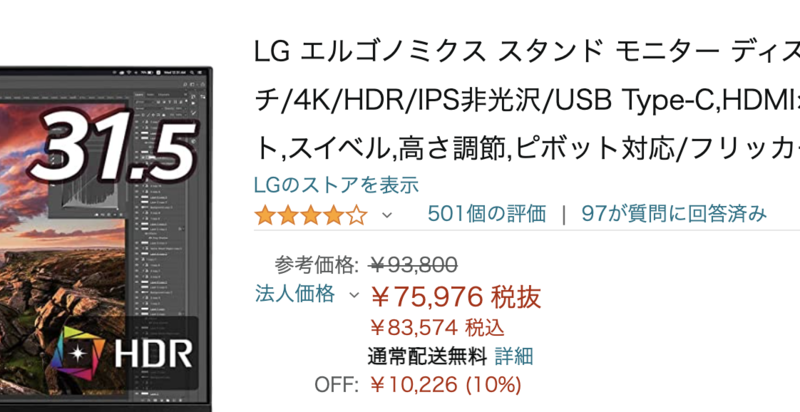 LG エルゴノミクス スタンド モニター ディス
チ/4K/HDR/IPS非光沢/USB Type-C,HDMI
ト,スイベル,高さ調節,ピボット対応/フリッカ
LGのストアを表示
501個の評価 | 97が質問に回答済み
参考価格: ¥93,800
法人価格 ¥75,976 税抜
¥83,574 税込
通常配送無料 詳細
OFF: ¥10,226 (10%)
31.5
HDR